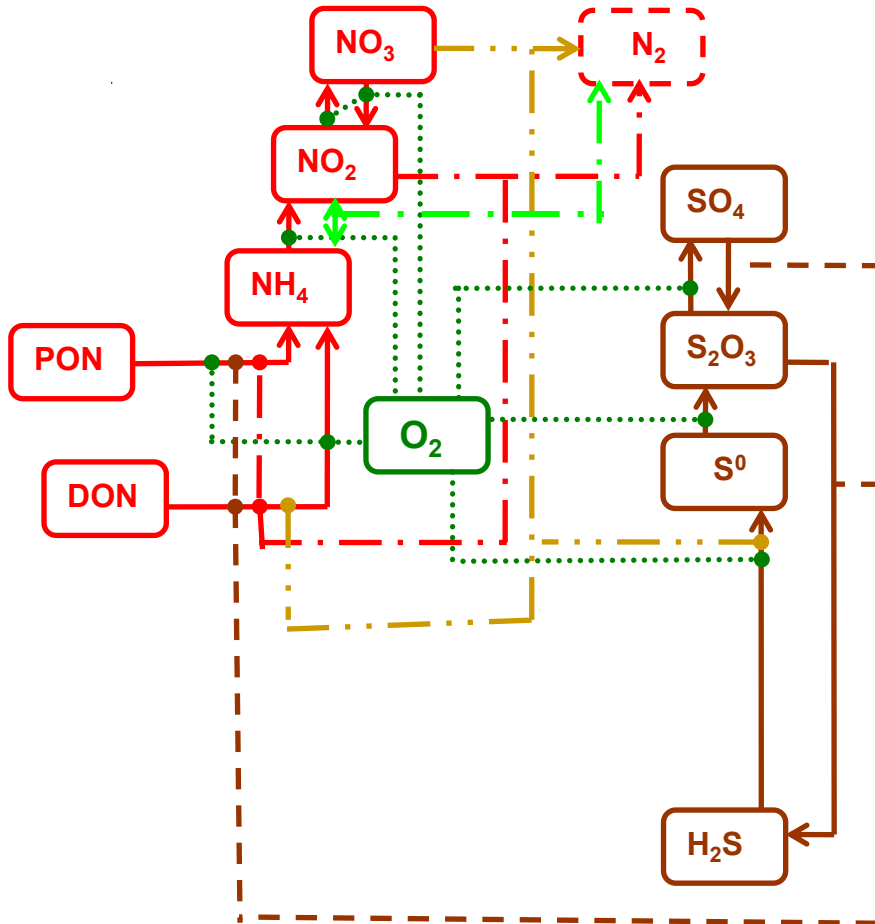 NO₃
N₂
NO₂
SO₄
NH₄
S₂O₃
PON
O₂
S⁰
DON
H₂S